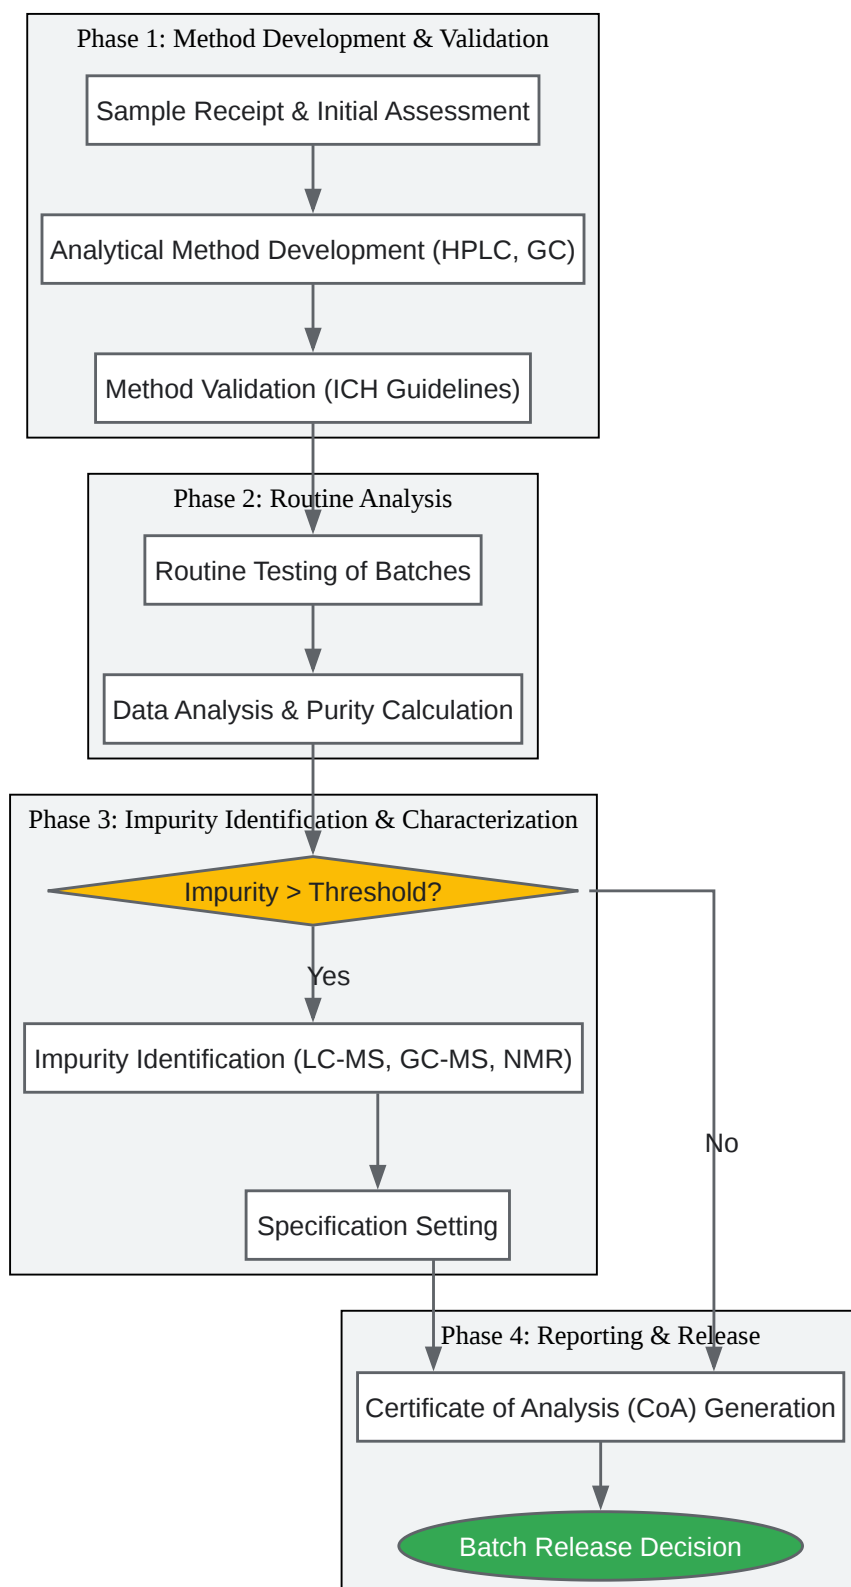 Phase 1: Method Development & Validation
Sample Receipt & Initial Assessment
Analytical Method Development (HPLC, GC)
Method Validation (ICH Guidelines)
Phase 2: Routine Analysis
Routine Testing of Batches
Data Analysis & Purity Calculation
Phase 3: Impurity Identification & Characterization
Impurity > Threshold?
Yes
Impurity Identification (LC-MS, GC-MS, NMR)
No
Specification Setting
Phase 4: Reporting & Release
Certificate of Analysis (CoA) Generation
Batch Release Decision